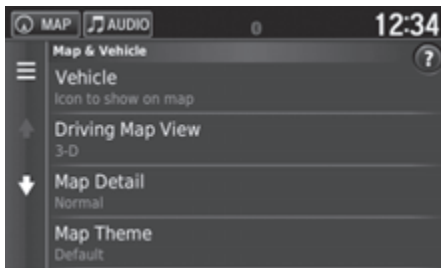 MAP AUDIO 0 12:34
Map & Vehicle
?
Vehicle
Icon to show on map
Driving Map View
3-D
Map Detail
Normal
Map Theme
Default